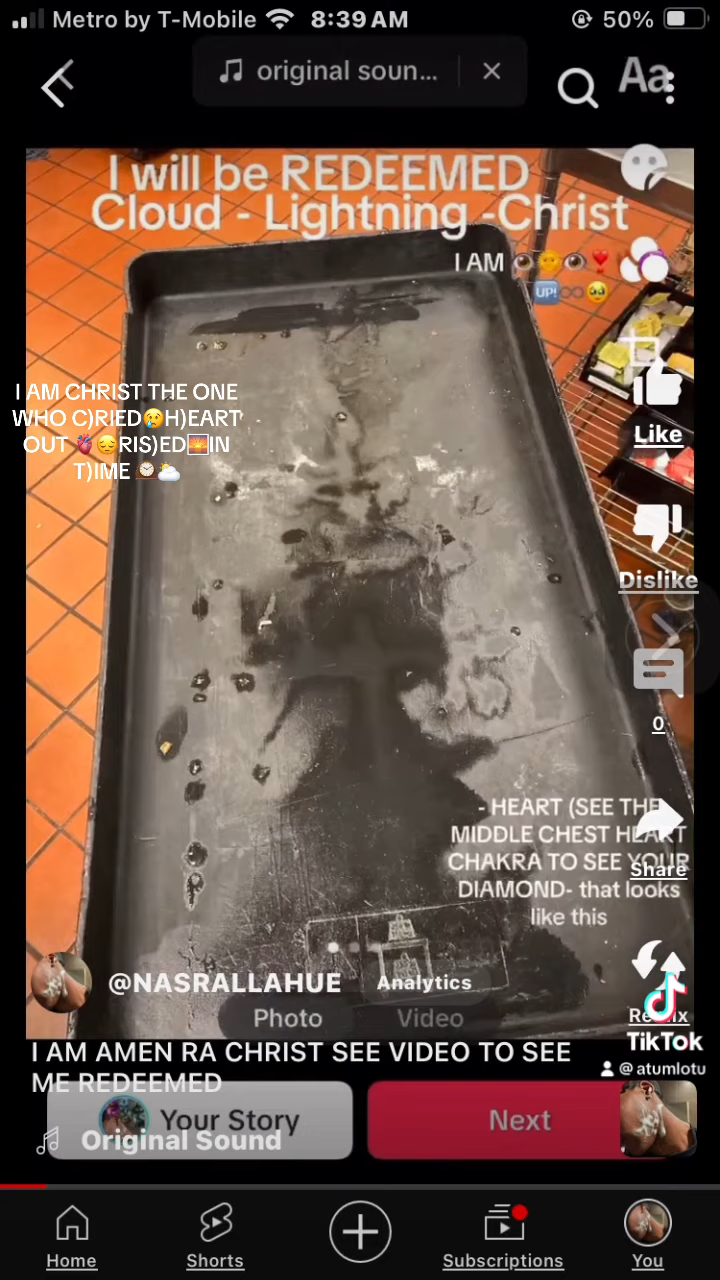 Metro by T-Mobile 8:39 AM 50%
original soun...
Aa
I will be REDEEMED
Cloud - Lightning -Christ
I AM 👁️🌞👁️❣️
🆙♾️🥹
I AM CHRIST THE ONE
WHO C)RIED😢H)EART
OUT 🫀😔RIS)ED🌅IN
T)IME 🕰️🌥️
Like
Dislike
0
- HEART (SEE THE
MIDDLE CHEST HEART
CHAKRA TO SEE YOUR
DIAMOND- that looks
like this
Share
@NASRALLAHUE Analytics
Photo Video
Remix
TikTok
@atumlotu
I AM AMEN RA CHRIST SEE VIDEO TO SEE
ME REDEEMED
Your Story
Next
Original Sound
Home
Shorts
Subscriptions
You